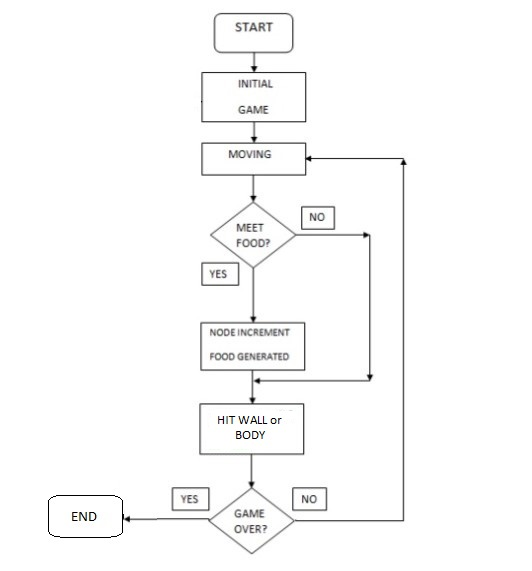 START
INITIAL
GAME
MOVING
MEET
FOOD?
NO
YES
NODE INCREMENT
FOOD GENERATED
HIT WALL or
BODY
YES
GAME
OVER?
NO
END